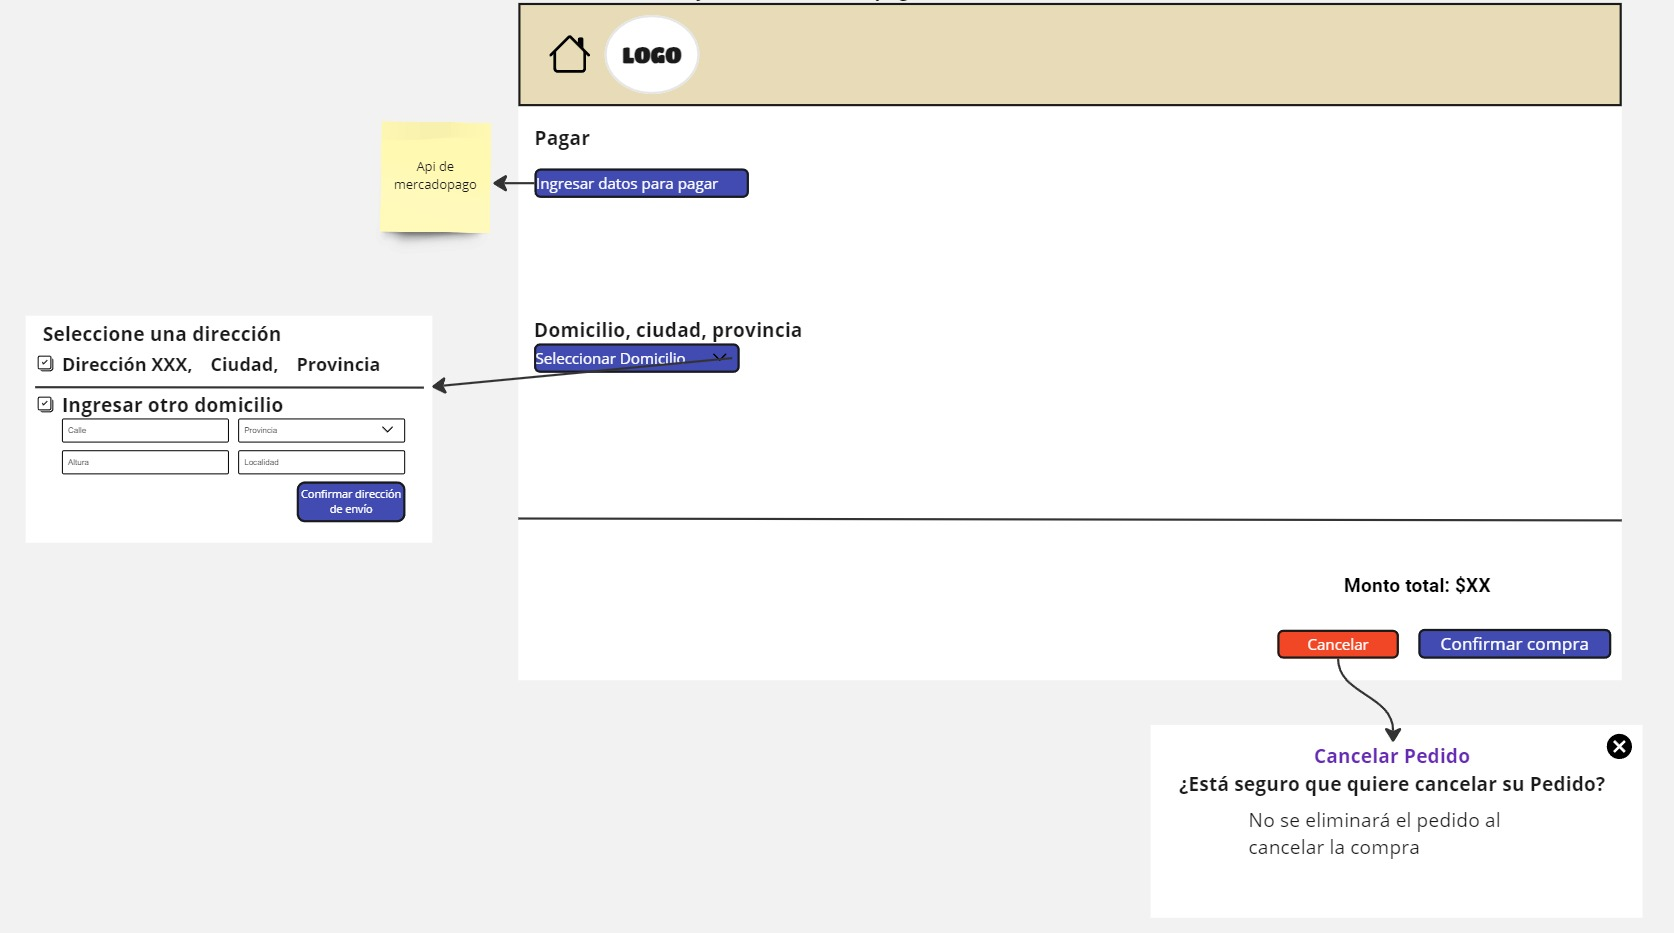 LOGO
Pagar
Api de
mercadopago
Ingresar datos para pagar
Domicilio, ciudad, provincia
Seleccionar Domicilio
Seleccione una dirección
Dirección XXX, Ciudad, Provincia
Ingresar otro domicilio
Calle
Provincia
Altura
Localidad
Confirmar dirección
de envío
Monto total: $XX
Cancelar
Confirmar compra
Cancelar Pedido
¿Está seguro que quiere cancelar su Pedido?
No se eliminará el pedido al
cancelar la compra